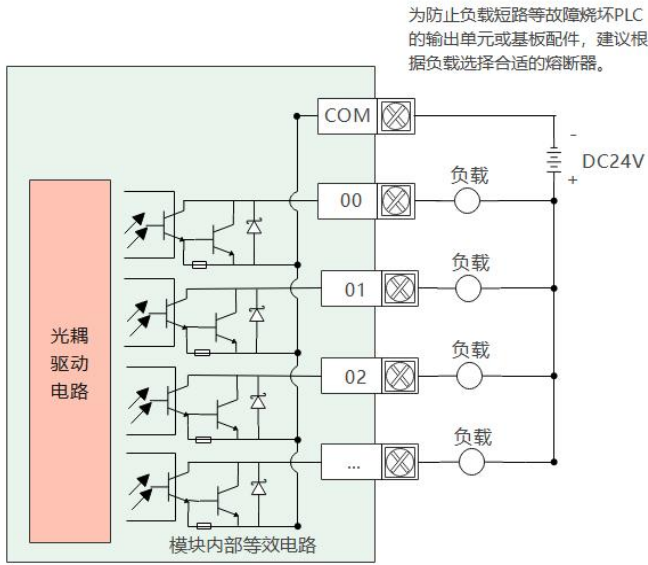 为防止负载短路等故障烧坏PLC
的输出单元或基板配件，建议根
据负载选择合适的熔断器。
COM
-
DC24V
+
负载
00
负载
01
光耦
驱动
电路
负载
02
负载
...
模块内部等效电路